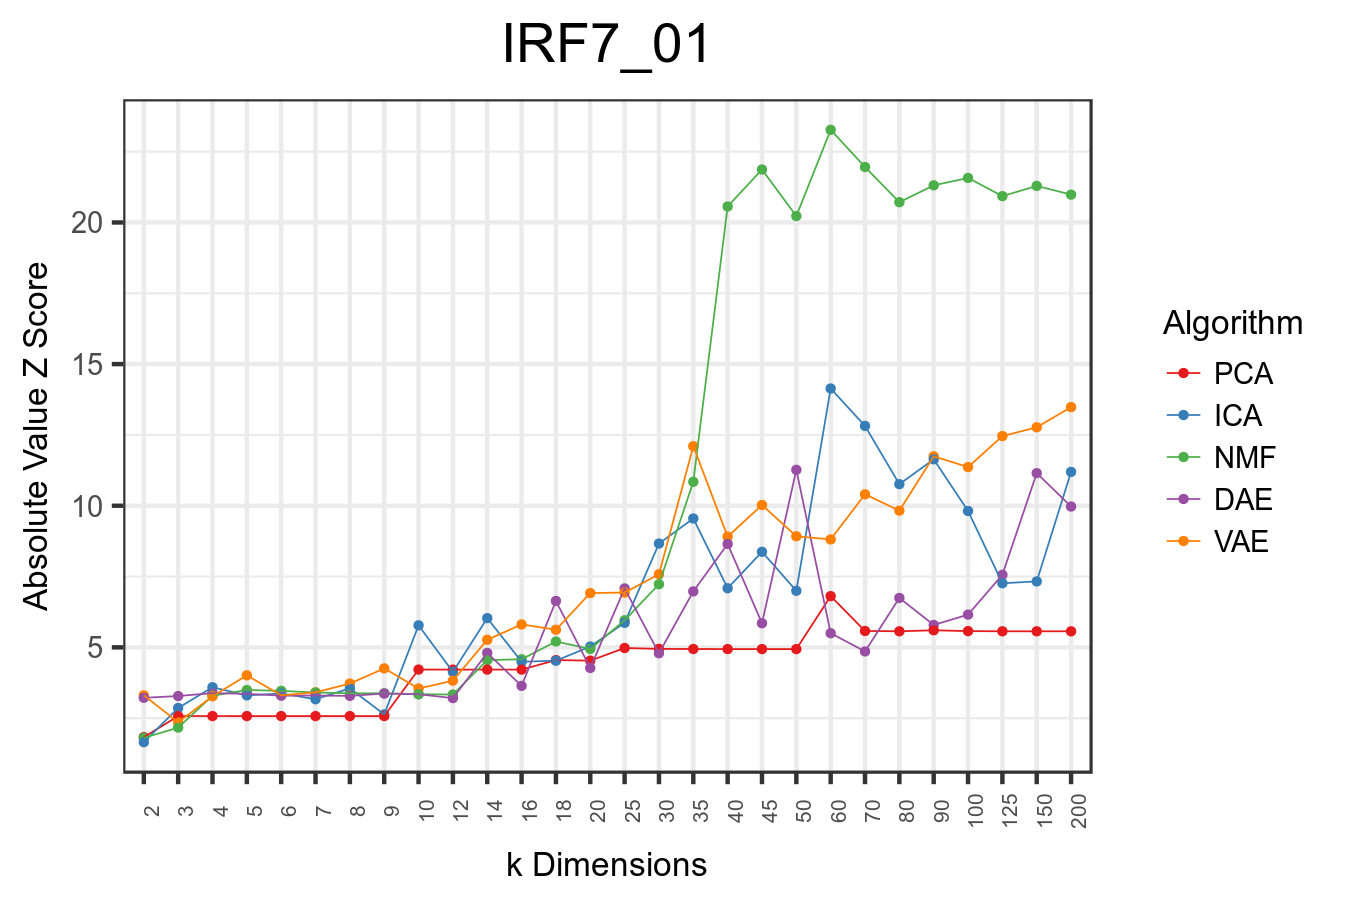 IRF7_01
Absolute Value Z Score
20
15
10
5
2 3 4 5 6 7 8 9 10 12 14 16 18 20 25 30 35 40 45 50 60 70 80 90 100 125 150 200
k Dimensions
Algorithm
PCA
ICA
NMF
DAE
VAE